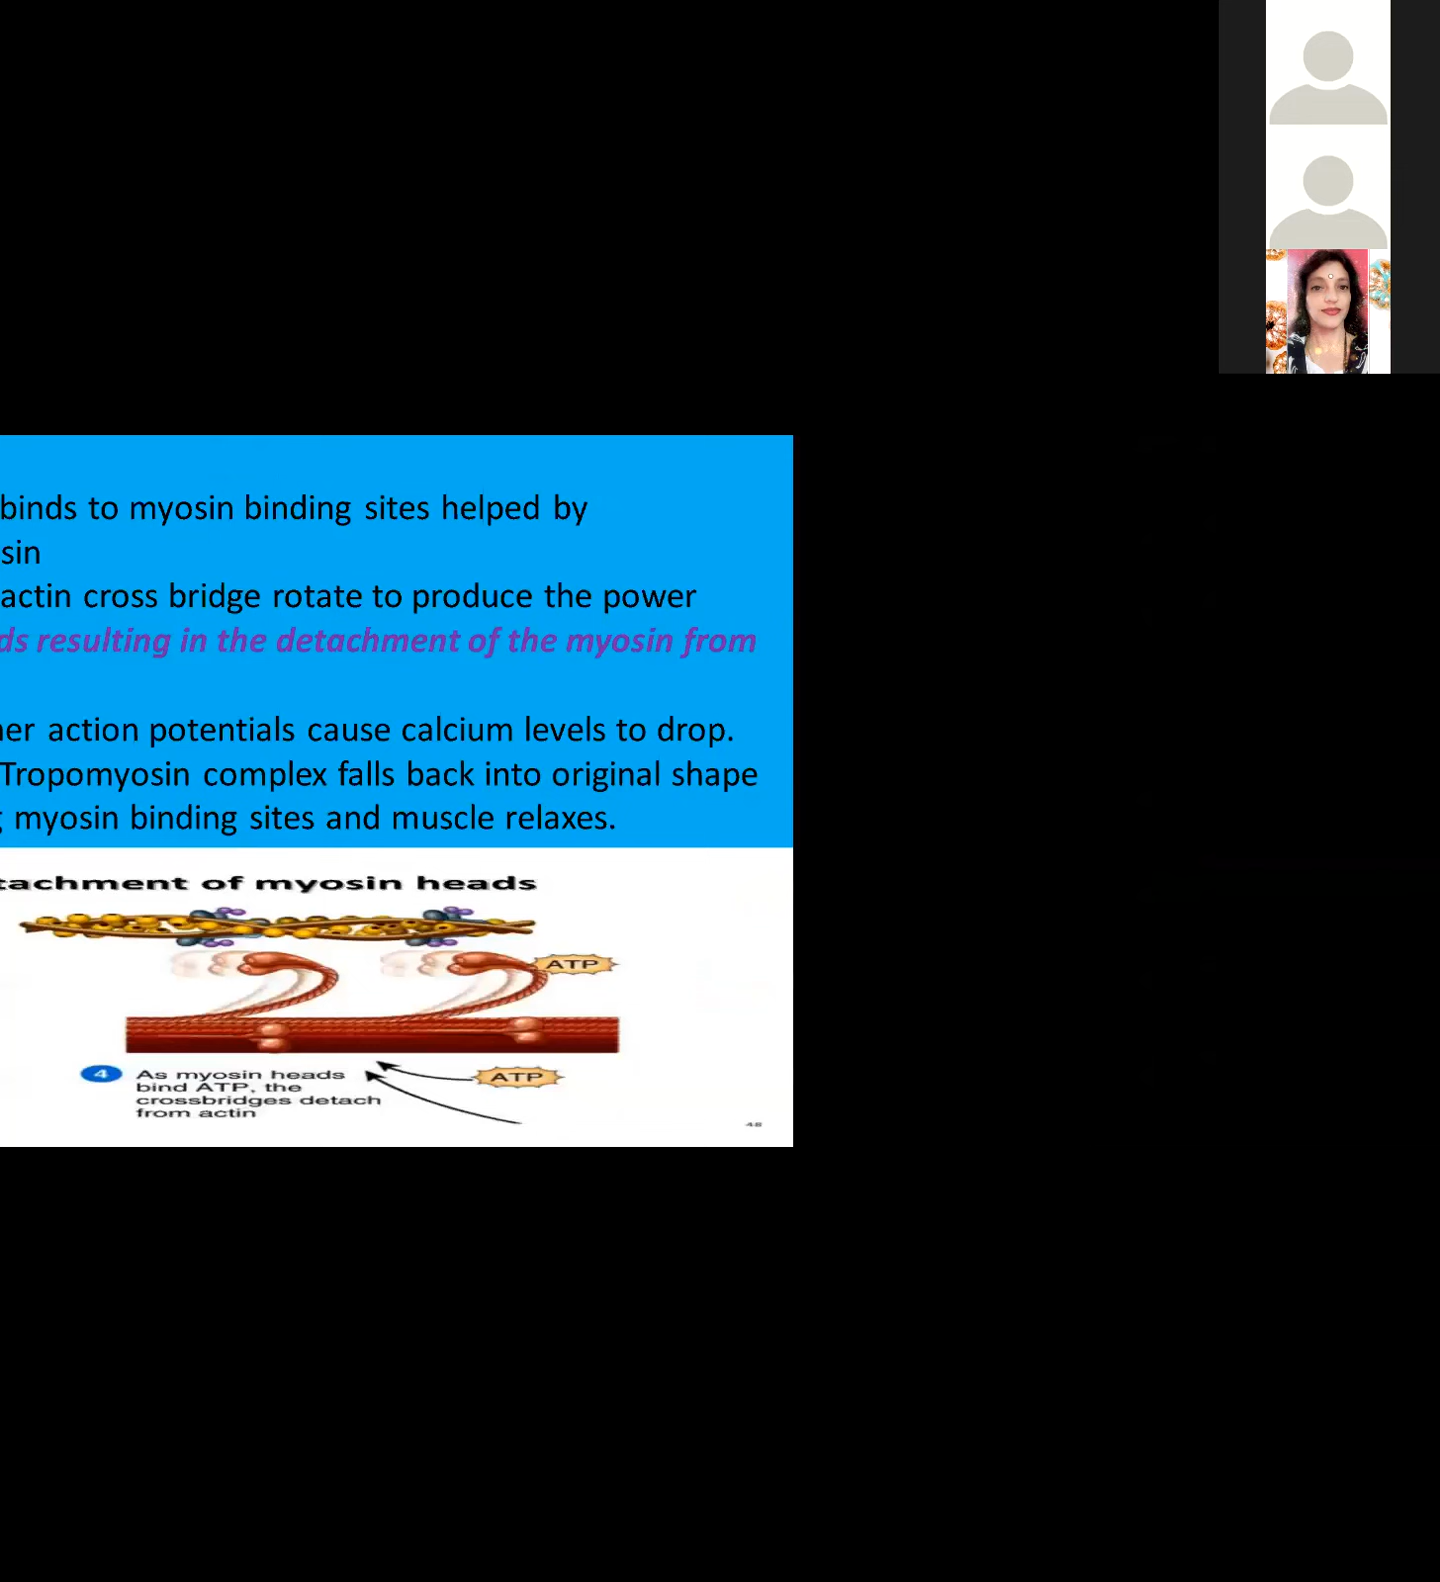 binds to myosin binding sites helped by
sin
actin cross bridge rotate to produce the power
ds resulting in the detachment of the myosin from
her action potentials cause calcium levels to drop.
Tropomyosin complex falls back into original shape
g myosin binding sites and muscle relaxes.
tachment of myosin heads
ATP
4 As myosin heads
bind ATP, the
crossbridges detach
from actin
ATP
48